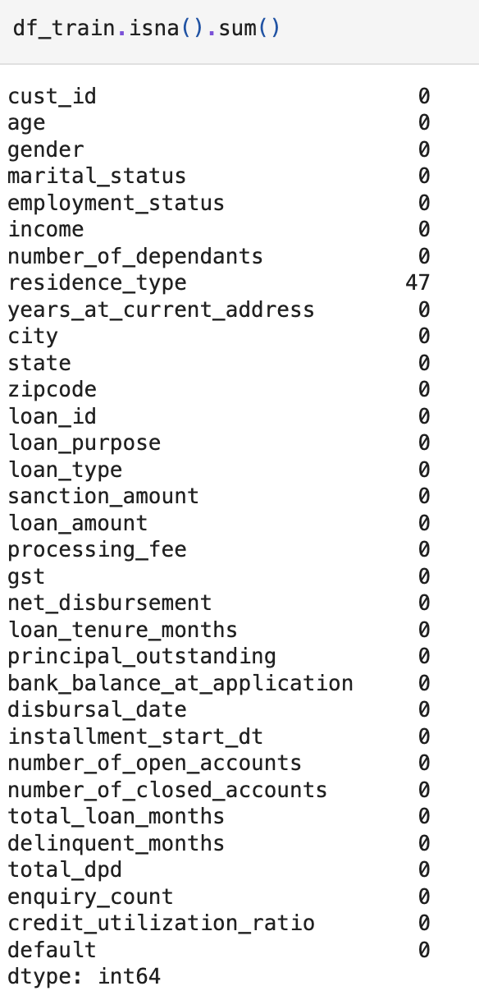 df_train.isna().sum()
cust_id 0
age 0
gender 0
marital_status 0
employment_status 0
income 0
number_of_dependants 0
residence_type 47
years_at_current_address 0
city 0
state 0
zipcode 0
loan_id 0
loan_purpose 0
loan_type 0
sanction_amount 0
loan_amount 0
processing_fee 0
gst 0
net_disbursement 0
loan_tenure_months 0
principal_outstanding 0
bank_balance_at_application 0
disbursal_date 0
installment_start_dt 0
number_of_open_accounts 0
number_of_closed_accounts 0
total_loan_months 0
delinquent_months 0
total_dpd 0
enquiry_count 0
credit_utilization_ratio 0
default 0
dtype: int64